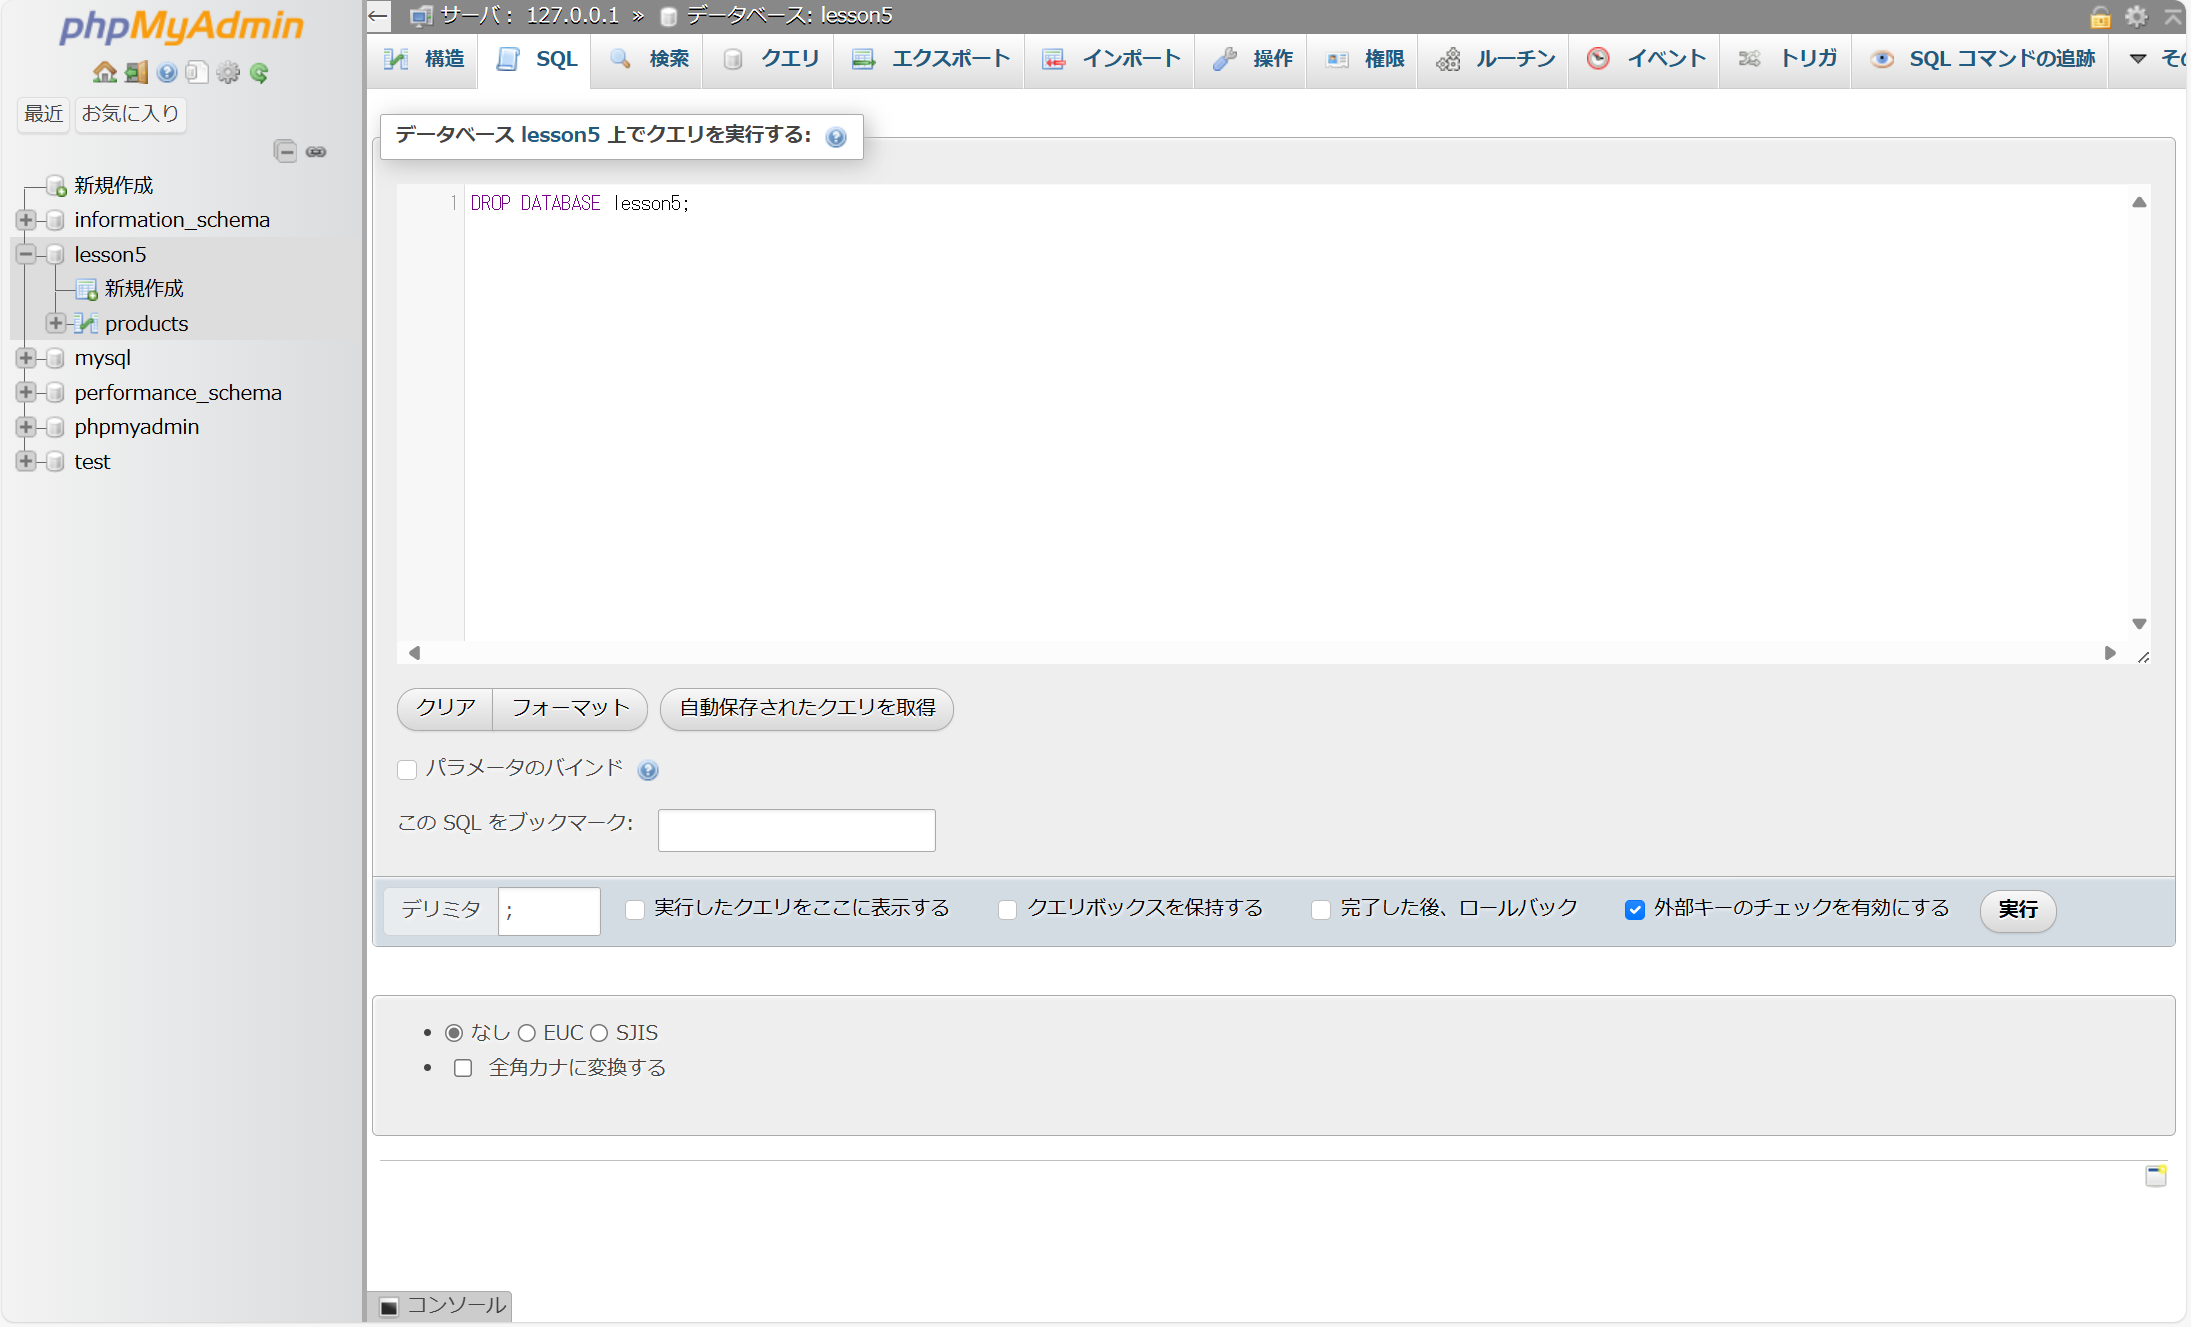 phpMyAdmin
最近 お気に入り
新規作成
information_schema
lesson5
新規作成
products
mysql
performance_schema
phpmyadmin
test
サーバ: 127.0.0.1 » データベース: lesson5
構造 SQL 検索 クエリ エクスポート インポート 操作 権限 ルーチン イベント トリガ SQL コマンドの追跡 ▼ その
データベース lesson5 上でクエリを実行する:
1 DROP DATABASE lesson5;
クリア フォーマット 自動保存されたクエリを取得
パラメータのバインド
この SQL をブックマーク:
デリミタ ; 実行したクエリをここに表示する クエリボックスを保持する 完了した後、ロールバック 外部キーのチェックを有効にする 実行
• なし EUC SJIS
• 全角カナに変換する
コンソール